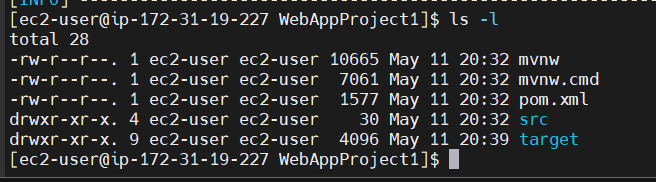 [INFO] ------------------------------------------------------------------------
[ec2-user@ip-172-31-19-227 WebAppProject1]$ ls -l
total 28
-rw-r--r--. 1 ec2-user ec2-user 10665 May 11 20:32 mvnw
-rw-r--r--. 1 ec2-user ec2-user  7061 May 11 20:32 mvnw.cmd
-rw-r--r--. 1 ec2-user ec2-user  1577 May 11 20:32 pom.xml
drwxr-xr-x. 4 ec2-user ec2-user    30 May 11 20:32 src
drwxr-xr-x. 9 ec2-user ec2-user  4096 May 11 20:39 target
[ec2-user@ip-172-31-19-227 WebAppProject1]$